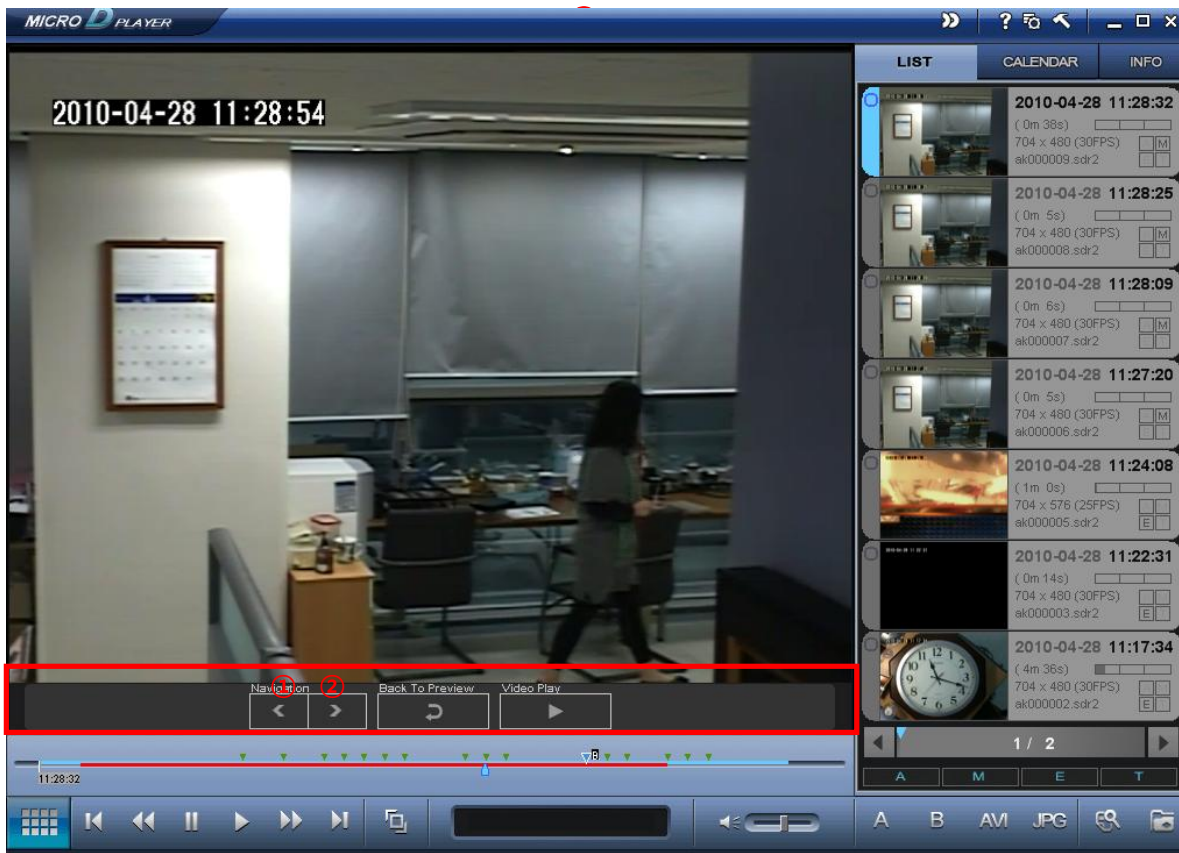 MICRO D PLAYER
?
LIST CALENDAR INFO
2010-04-28 11:28:54
2010-04-28 11:28:32
( 0m 38s)
704 x 480 (30FPS) M
ak000009.sdr2
2010-04-28 11:28:25
( 0m 5s)
704 x 480 (30FPS) M
ak000008.sdr2
2010-04-28 11:28:09
( 0m 6s)
704 x 480 (30FPS) M
ak000007.sdr2
2010-04-28 11:27:20
( 0m 5s)
704 x 480 (30FPS) M
ak000006.sdr2
2010-04-28 11:24:08
( 1m 0s)
704 x 576 (25FPS)
ak000005.sdr2 E
2010-04-28 11:22:31
( 0m 14s)
704 x 480 (30FPS)
ak000003.sdr2 E
2010-04-28 11:17:34
( 4m 36s)
704 x 480 (30FPS)
ak000002.sdr2 E
Navigation Back To Preview Video Play
① ②
1 / 2
A M E T
B
11:28:32
A B AVI JPG